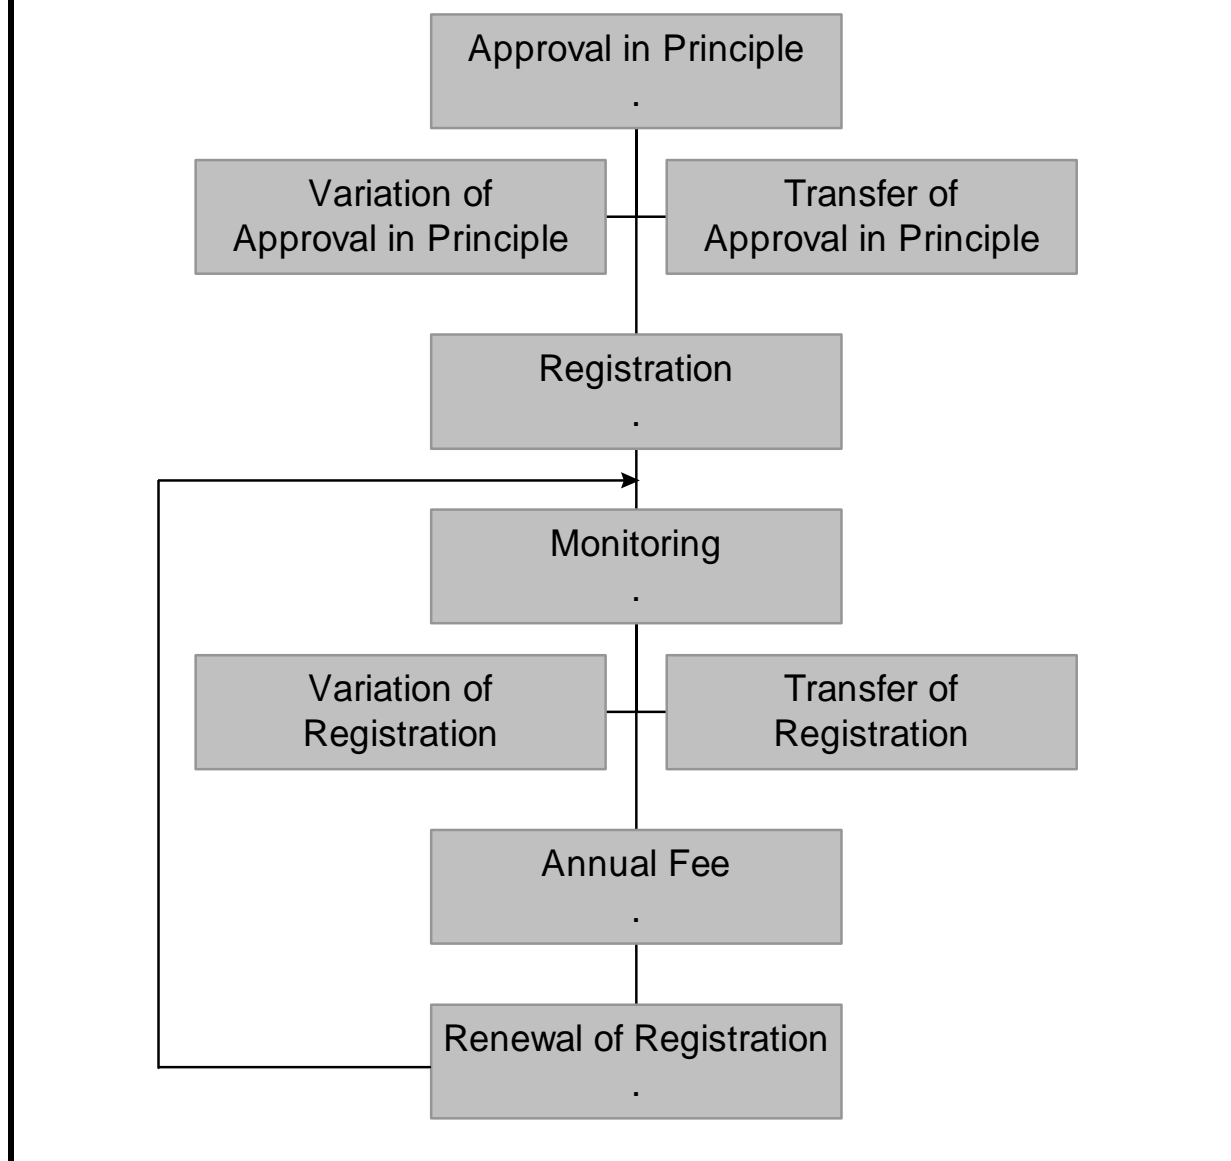 Approval in Principle
.
Variation of
Approval in Principle
Transfer of
Approval in Principle
Registration
.
Monitoring
.
Variation of
Registration
Transfer of
Registration
Annual Fee
.
Renewal of Registration
.